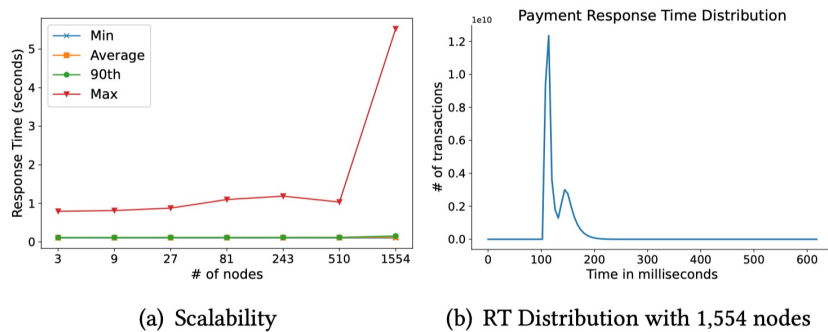 Response Time (seconds)
5
4
3
2
1
0
Min
Average
90th
Max
3 9 27 81 243 510 1554
# of nodes
(a) Scalability
Payment Response Time Distribution
1e10
# of transactions
1.2
1.0
0.8
0.6
0.4
0.2
0.0
0 100 200 300 400 500 600
Time in milliseconds
(b) RT Distribution with 1,554 nodes